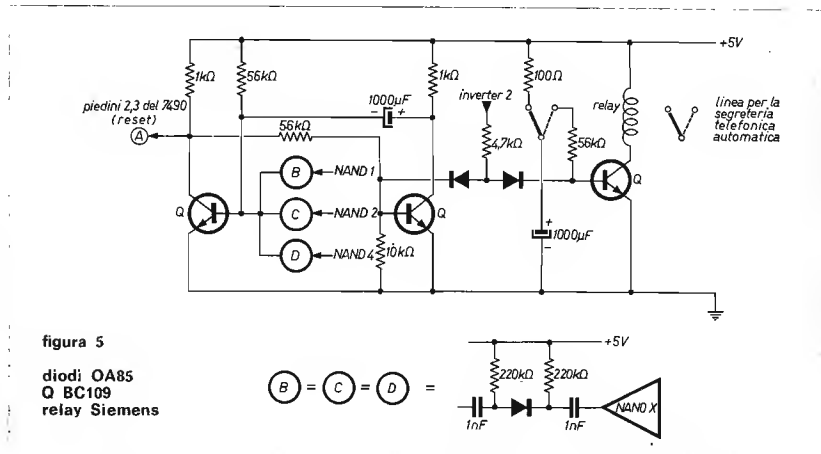 +5V
1kΩ
56kΩ
1kΩ
100Ω
1000µF
- +
inverter 2
relay
linea per la
segreteria
telefonica
automatica
piedini 2,3 del 7490
(reset)
A
56kΩ
4,7kΩ
56kΩ
B
NAND 1
Q
C
NAND 2
Q
Q
D
NAND 4
10kΩ
+
1000µF
-
figura 5
diodi OA85
Q BC109
relay Siemens
B = C = D =
+5V
220kΩ
220kΩ
NAND X
1nF
1nF